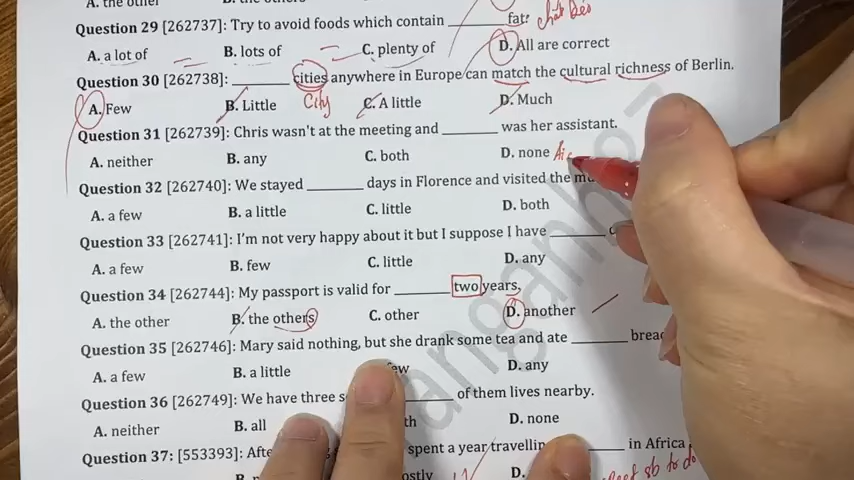 A. the other
Question 29 [262737]: Try to avoid foods which contain ________ fat? chất béo
A. a lot of B. lots of C. plenty of D. All are correct
Question 30 [262738]: ________ cities anywhere in Europe can match the cultural richness of Berlin.
A. Few B. Little City C. A little D. Much
Question 31 [262739]: Chris wasn't at the meeting and ________ was her assistant.
A. neither B. any C. both D. none
Question 32 [262740]: We stayed ________ days in Florence and visited the
A. a few B. a little C. little D. both
Question 33 [262741]: I'm not very happy about it but I suppose I have ________
A. a few B. few C. little D. any
Question 34 [262744]: My passport is valid for ________ two years,
A. the other B. the others C. other D. another
Question 35 [262746]: Mary said nothing, but she drank some tea and ate ________
A. a few B. a little few D. any
Question 36 [262749]: We have three of them lives nearby.
A. neither B. all D. none
Question 37: [553393]: spent a year ____ in Africa
B. D.
sb to do